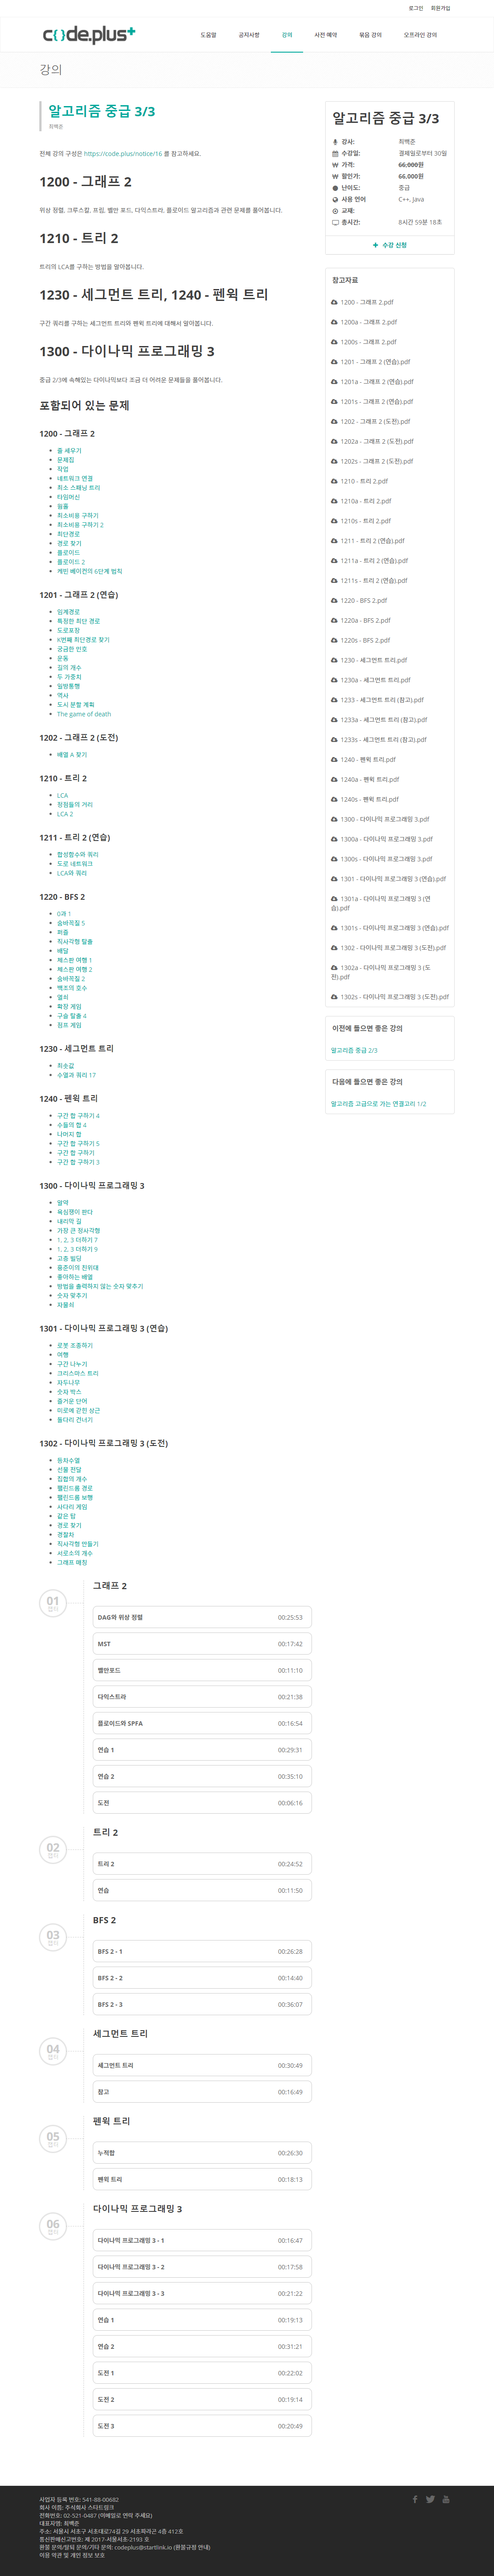 로그인 회원가입
code.plus+
도움말 공지사항 강의 사전 예약 묶음 강의 오프라인 강의
강의
알고리즘 중급 3/3
최백준
전체 강의 구성은 https://code.plus/notice/16 를 참고하세요.
1200 - 그래프 2
위상 정렬, 크루스칼, 프림, 벨만 포드, 다익스트라, 플로이드 알고리즘과 관련 문제를 풀어봅니다.
1210 - 트리 2
트리의 LCA를 구하는 방법을 알아봅니다.
1230 - 세그먼트 트리, 1240 - 펜윅 트리
구간 쿼리를 구하는 세그먼트 트리와 펜윅 트리에 대해서 알아봅니다.
1300 - 다이나믹 프로그래밍 3
중급 2/3에 속해있는 다이나믹보다 조금 더 어려운 문제들을 풀어봅니다.
포함되어 있는 문제
1200 - 그래프 2
줄 세우기
문제집
작업
네트워크 연결
최소 스패닝 트리
타임머신
웜홀
최소비용 구하기
최소비용 구하기 2
최단경로
경로 찾기
플로이드
플로이드 2
케빈 베이컨의 6단계 법칙
1201 - 그래프 2 (연습)
임계경로
특정한 최단 경로
도로포장
K번째 최단경로 찾기
궁금한 민호
운동
길의 개수
두 가중치
일방통행
역사
도시 분할 계획
The game of death
1202 - 그래프 2 (도전)
배열 A 찾기
1210 - 트리 2
LCA
정점들의 거리
LCA 2
1211 - 트리 2 (연습)
합성함수와 쿼리
도로 네트워크
LCA와 쿼리
1220 - BFS 2
0과 1
숨바꼭질 5
퍼즐
직사각형 탈출
배달
체스판 여행 1
체스판 여행 2
숨바꼭질 2
백조의 호수
열쇠
확장 게임
구슬 탈출 4
점프 게임
1230 - 세그먼트 트리
최솟값
수열과 쿼리 17
1240 - 펜윅 트리
구간 합 구하기 4
수들의 합 4
나머지 합
구간 합 구하기 5
구간 합 구하기
구간 합 구하기 3
1300 - 다이나믹 프로그래밍 3
알약
욕심쟁이 판다
내리막 길
가장 큰 정사각형
1, 2, 3 더하기 7
1, 2, 3 더하기 9
고층 빌딩
홍준이의 친위대
좋아하는 배열
방법을 출력하지 않는 숫자 맞추기
숫자 맞추기
자물쇠
1301 - 다이나믹 프로그래밍 3 (연습)
로봇 조종하기
여행
구간 나누기
크리스마스 트리
자두나무
숫자 박스
즐거운 단어
미로에 갇힌 상근
돌다리 건너기
1302 - 다이나믹 프로그래밍 3 (도전)
등차수열
선물 전달
집합의 개수
팰린드롬 경로
팰린드롬 보행
사다리 게임
같은 탑
경로 찾기
경찰차
직사각형 만들기
서로소의 개수
그래프 매칭
01
챕터
그래프 2
DAG와 위상 정렬 00:25:53
MST 00:17:42
벨만포드 00:11:10
다익스트라 00:21:38
플로이드와 SPFA 00:16:54
연습 1 00:29:31
연습 2 00:35:10
도전 00:06:16
02
챕터
트리 2
트리 2 00:24:52
연습 00:11:50
03
챕터
BFS 2
BFS 2 - 1 00:26:28
BFS 2 - 2 00:14:40
BFS 2 - 3 00:36:07
04
챕터
세그먼트 트리
세그먼트 트리 00:30:49
참고 00:16:49
05
챕터
펜윅 트리
누적합 00:26:30
펜윅 트리 00:18:13
06
챕터
다이나믹 프로그래밍 3
다이나믹 프로그래밍 3 - 1 00:16:47
다이나믹 프로그래밍 3 - 2 00:17:58
다이나믹 프로그래밍 3 - 3 00:21:22
연습 1 00:19:13
연습 2 00:31:21
도전 1 00:22:02
도전 2 00:19:14
도전 3 00:20:49
알고리즘 중급 3/3
강사: 최백준
수강일: 결제일로부터 30일
가격: 66,000원
할인가: 66,000원
난이도: 중급
사용 언어 C++, Java
교재:
총시간: 8시간 59분 18초
+ 수강 신청
참고자료
1200 - 그래프 2.pdf
1200a - 그래프 2.pdf
1200s - 그래프 2.pdf
1201 - 그래프 2 (연습).pdf
1201a - 그래프 2 (연습).pdf
1201s - 그래프 2 (연습).pdf
1202 - 그래프 2 (도전).pdf
1202a - 그래프 2 (도전).pdf
1202s - 그래프 2 (도전).pdf
1210 - 트리 2.pdf
1210a - 트리 2.pdf
1210s - 트리 2.pdf
1211 - 트리 2 (연습).pdf
1211a - 트리 2 (연습).pdf
1211s - 트리 2 (연습).pdf
1220 - BFS 2.pdf
1220a - BFS 2.pdf
1220s - BFS 2.pdf
1230 - 세그먼트 트리.pdf
1230a - 세그먼트 트리.pdf
1233 - 세그먼트 트리 (참고).pdf
1233a - 세그먼트 트리 (참고).pdf
1233s - 세그먼트 트리 (참고).pdf
1240 - 펜윅 트리.pdf
1240a - 펜윅 트리.pdf
1240s - 펜윅 트리.pdf
1300 - 다이나믹 프로그래밍 3.pdf
1300a - 다이나믹 프로그래밍 3.pdf
1300s - 다이나믹 프로그래밍 3.pdf
1301 - 다이나믹 프로그래밍 3 (연습).pdf
1301a - 다이나믹 프로그래밍 3 (연
습).pdf
1301s - 다이나믹 프로그래밍 3 (연습).pdf
1302 - 다이나믹 프로그래밍 3 (도전).pdf
1302a - 다이나믹 프로그래밍 3 (도
전).pdf
1302s - 다이나믹 프로그래밍 3 (도전).pdf
이전에 들으면 좋은 강의
알고리즘 중급 2/3
다음에 들으면 좋은 강의
알고리즘 고급으로 가는 연결고리 1/2
사업자 등록 번호: 541-88-00682
회사 이름: 주식회사 스타트링크
전화번호: 02-521-0487 (이메일로 연락 주세요)
대표자명: 최백준
주소: 서울시 서초구 서초대로74길 29 서초파라곤 4층 412호
통신판매신고번호: 제 2017-서울서초-2193 호
환불 문의/탈퇴 문의/기타 문의: codeplus@startlink.io (환불규정 안내)
이용 약관 및 개인 정보 보호